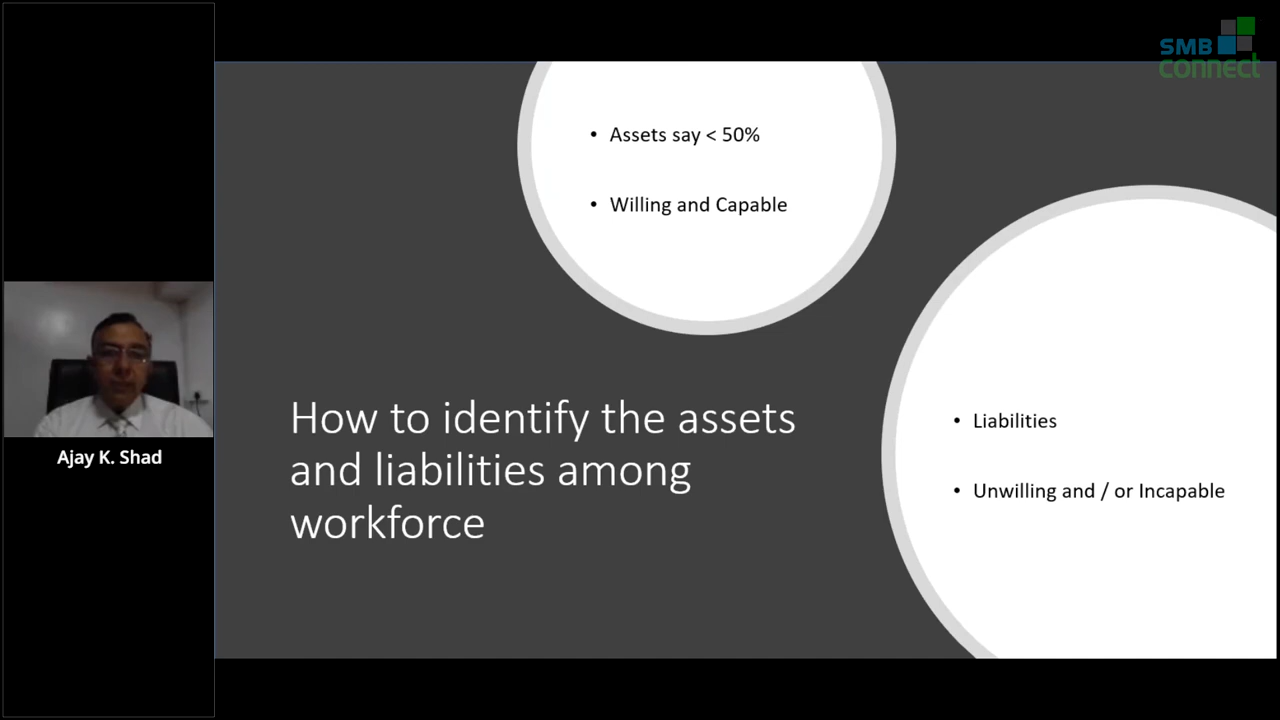 SMB
connect
• Assets say < 50%
• Willing and Capable
How to identify the assets
and liabilities among
workforce
• Liabilities
• Unwilling and / or Incapable
Ajay K. Shad